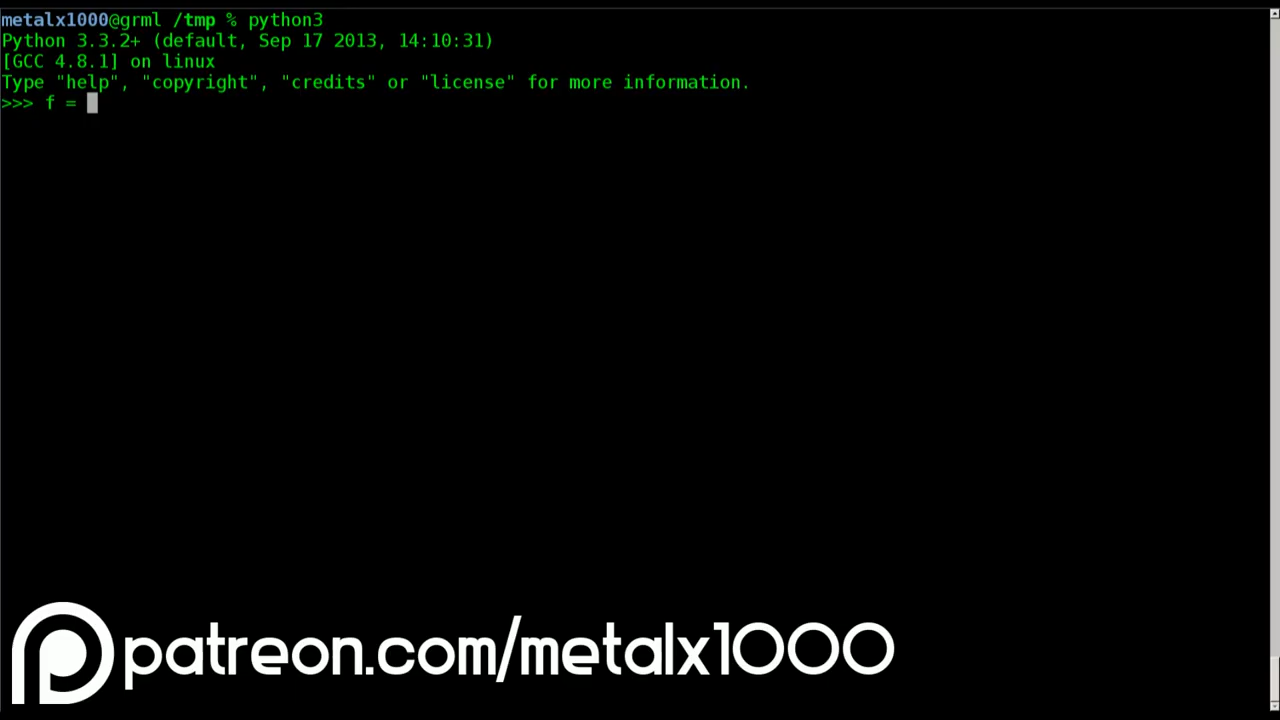 metalx1000@grml /tmp % python3
Python 3.3.2+ (default, Sep 17 2013, 14:10:31)
[GCC 4.8.1] on linux
Type "help", "copyright", "credits" or "license" for more information.
>>> f =
patreon.com/metalx1000